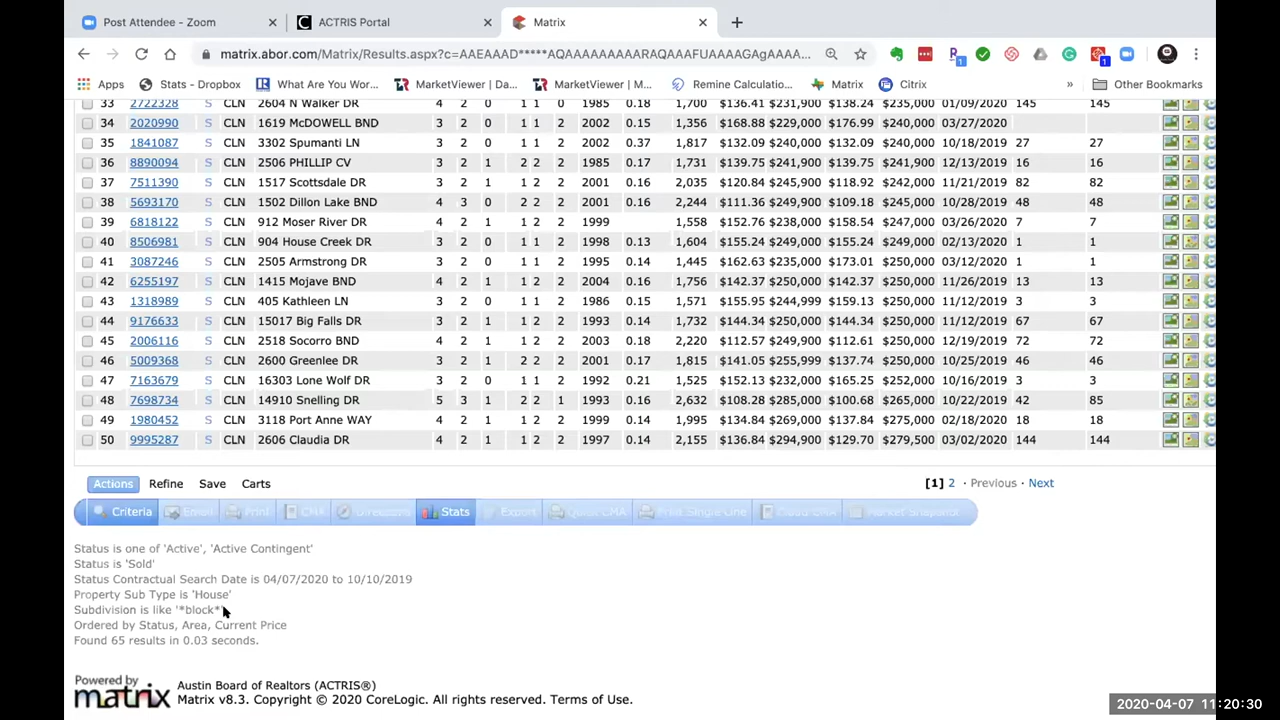 Post Attendee - Zoom ACTRIS Portal Matrix
matrix.abor.com/Matrix/Results.aspx?c=AAEAAAD*****AQAAAAAAAAARAQAAAFUAAAAGAgAAAA...
Apps Stats - Dropbox What Are You Wor... MarketViewer | Da... MarketViewer | M... Remine Calculatio... Matrix Citrix » Other Bookmarks
33 2722328 S CLN 2604 N Walker DR 4 2 0 1 1 0 1985 0.18 1,700 $136.41 $231,900 $138.24 $235,000 01/09/2020 145 145
34 2020990 S CLN 1619 McDOWELL BND 3 2 0 1 1 2 2002 0.15 1,356 $168.88 $229,000 $176.99 $240,000 03/27/2020
35 1841087 S CLN 3302 Spumanti LN 3 2 0 1 1 2 2002 0.37 1,817 $132.09 $240,000 $132.09 $240,000 10/18/2019 27 27
36 8890094 S CLN 2506 PHILLIP CV 3 2 1 2 2 2 1985 0.17 1,731 $139.75 $241,900 $139.75 $241,900 12/13/2019 16 16
37 7511390 S CLN 1517 Scottsdale DR 3 2 1 1 2 2 2001 0.16 2,035 $120.84 $245,900 $118.92 $242,000 11/21/2019 82 82
38 5693170 S CLN 1502 Dillon Lake BND 4 2 0 2 2 2 2001 0.16 2,244 $111.36 $249,900 $109.18 $245,000 10/28/2019 48 48
39 6818122 S CLN 912 Moser River DR 4 2 1 1 2 2 1999 1,558 $152.76 $238,000 $158.54 $247,000 03/26/2020 7 7
40 8506981 S CLN 904 House Creek DR 3 2 0 1 1 2 1998 0.13 1,604 $155.24 $249,000 $155.24 $249,000 02/13/2020 1 1
41 3087246 S CLN 2505 Armstrong DR 3 2 0 1 1 2 1995 0.14 1,445 $162.63 $235,000 $173.01 $250,000 03/12/2020 1 1
42 6255197 S CLN 1415 Mojave BND 4 2 0 1 1 2 2004 0.16 1,756 $142.37 $250,000 $142.37 $250,000 11/26/2019 13 13
43 1318989 S CLN 405 Kathleen LN 3 2 0 1 1 2 1986 0.15 1,571 $155.95 $244,999 $159.13 $250,000 11/12/2019 3 3
44 9176633 S CLN 15017 Big Falls DR 3 2 1 1 2 2 1993 0.14 1,732 $144.34 $250,000 $144.34 $250,000 11/12/2019 67 67
45 2006116 S CLN 2518 Socorro BND 4 2 1 1 2 2 2003 0.18 2,220 $112.57 $249,900 $112.61 $250,000 12/19/2019 72 72
46 5009368 S CLN 2600 Greenlee DR 3 2 1 2 2 2 2001 0.17 1,815 $141.05 $255,999 $137.74 $250,000 10/25/2019 46 46
47 7163679 S CLN 16303 Lone Wolf DR 3 2 0 1 1 2 1992 0.21 1,525 $152.13 $232,000 $165.25 $252,000 10/16/2019 3 3
48 7698734 S CLN 14910 Snelling DR 5 2 1 2 2 1 1993 0.16 2,632 $108.28 $285,000 $100.68 $265,000 10/22/2019 42 85
49 1980452 S CLN 3118 Port Anne WAY 4 2 1 1 2 2 1999 0.14 1,995 $134.84 $269,000 $137.84 $275,000 02/18/2020 18 18
50 9995287 S CLN 2606 Claudia DR 4 2 1 1 2 2 1997 0.14 2,155 $136.84 $294,900 $129.70 $279,500 03/02/2020 144 144
Actions Refine Save Carts [1] 2 · Previous · Next
Criteria Email Print CMA Directions Stats Export Quick CMA Print Single Line Cloud CMA Market Snapshot
Status is one of 'Active', 'Active Contingent'
Status is 'Sold'
Status Contractual Search Date is 04/07/2020 to 10/10/2019
Property Sub Type is 'House'
Subdivision is like '*block*'
Ordered by Status, Area, Current Price
Found 65 results in 0.03 seconds.
Powered by
matrix
Austin Board of Realtors (ACTRIS®)
Matrix v8.3. Copyright © 2020 CoreLogic. All rights reserved. Terms of Use.
2020-04-07 11:20:30